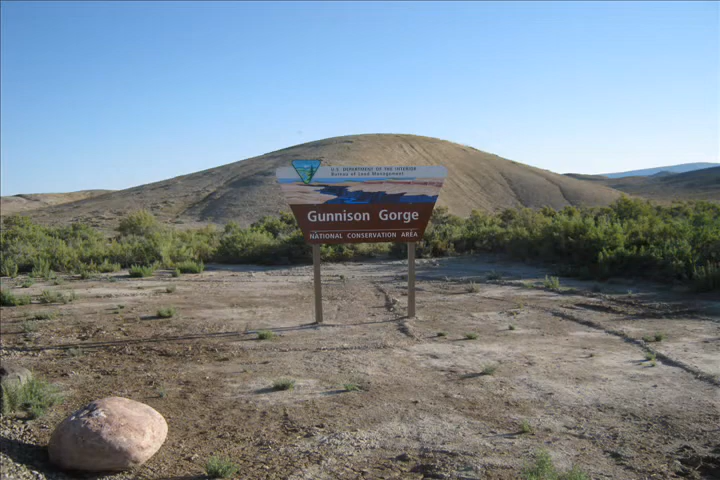 U.S. DEPARTMENT OF THE INTERIOR
Bureau of Land Management
Gunnison Gorge
NATIONAL CONSERVATION AREA